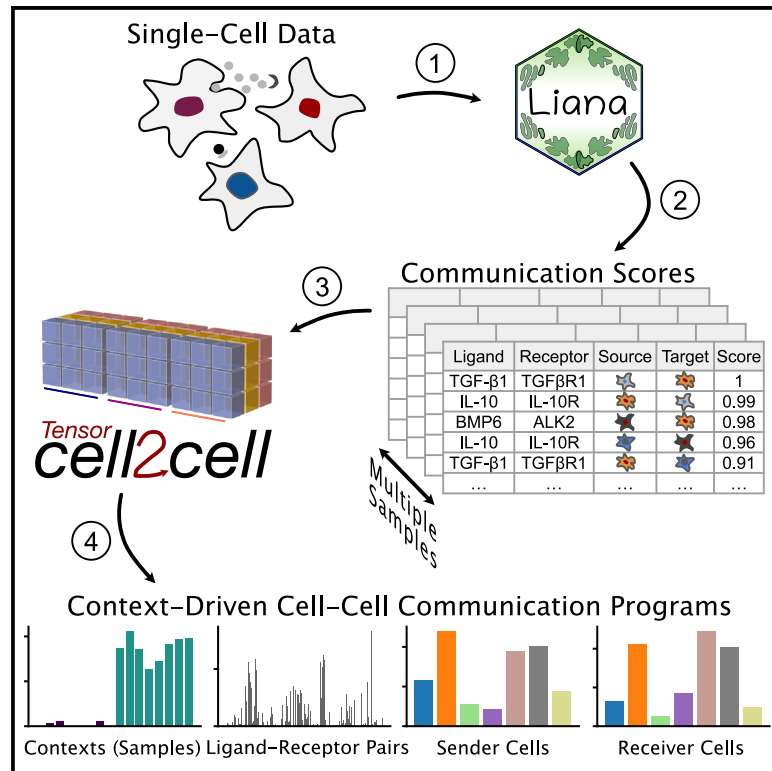 Single-Cell Data
1
Liana
2
Communication Scores
3
Ligand Receptor Source Target Score
TGF-β1 TGFβR1 1
IL-10 IL-10R 0.99
BMP6 ALK2 0.98
IL-10 IL-10R 0.96
TGF-β1 TGFβR1 0.91
... ... ... ... ...
Multiple
Samples
Tensor
cell2cell
4
Context-Driven Cell-Cell Communication Programs
Contexts (Samples) Ligand-Receptor Pairs Sender Cells Receiver Cells